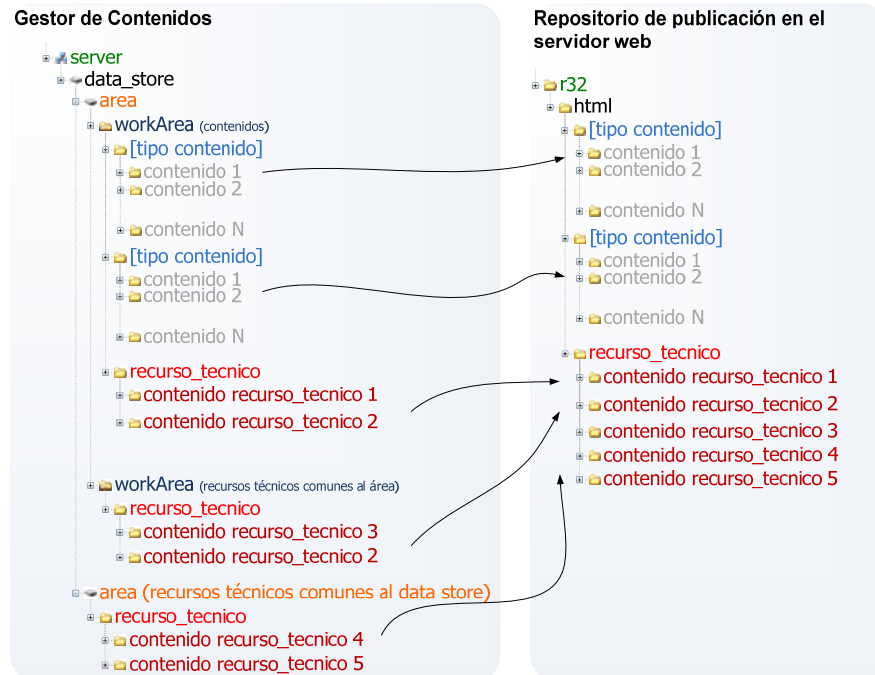 Gestor de Contenidos
server
data_store
area
workArea (contenidos)
[tipo contenido]
contenido 1
contenido 2
contenido N
[tipo contenido]
contenido 1
contenido 2
contenido N
recurso_tecnico
contenido recurso_tecnico 1
contenido recurso_tecnico 2
workArea (recursos técnicos comunes al área)
recurso_tecnico
contenido recurso_tecnico 3
contenido recurso_tecnico 2
area (recursos técnicos comunes al data store)
recurso_tecnico
contenido recurso_tecnico 4
contenido recurso_tecnico 5
Repositorio de publicación en el
servidor web
r32
html
[tipo contenido]
contenido 1
contenido 2
contenido N
[tipo contenido]
contenido 1
contenido 2
contenido N
recurso_tecnico
contenido recurso_tecnico 1
contenido recurso_tecnico 2
contenido recurso_tecnico 3
contenido recurso_tecnico 4
contenido recurso_tecnico 5